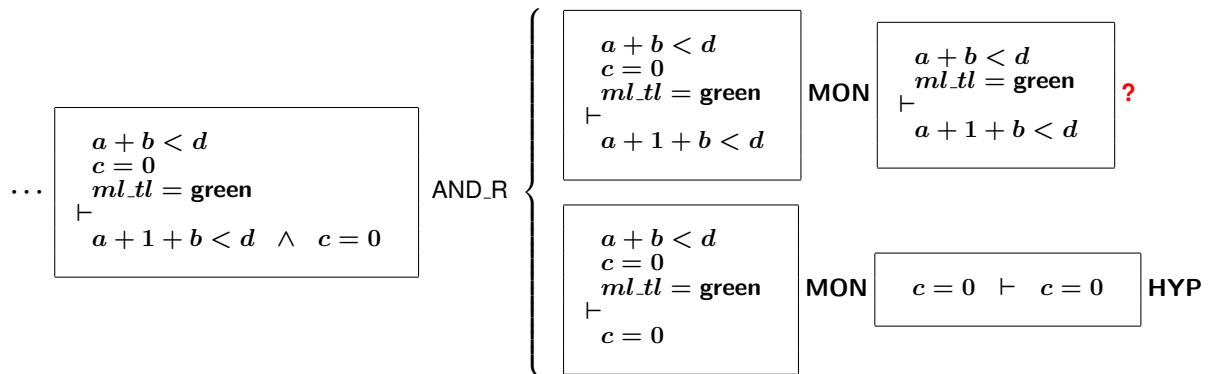 ··· a + b < d
c = 0
ml_tl = green
⊢
a + 1 + b < d ∧ c = 0
AND_R
a + b < d
c = 0
ml_tl = green
⊢
a + 1 + b < d
MON
a + b < d
ml_tl = green
⊢
a + 1 + b < d
?
a + b < d
c = 0
ml_tl = green
⊢
c = 0
MON
c = 0 ⊢ c = 0
HYP